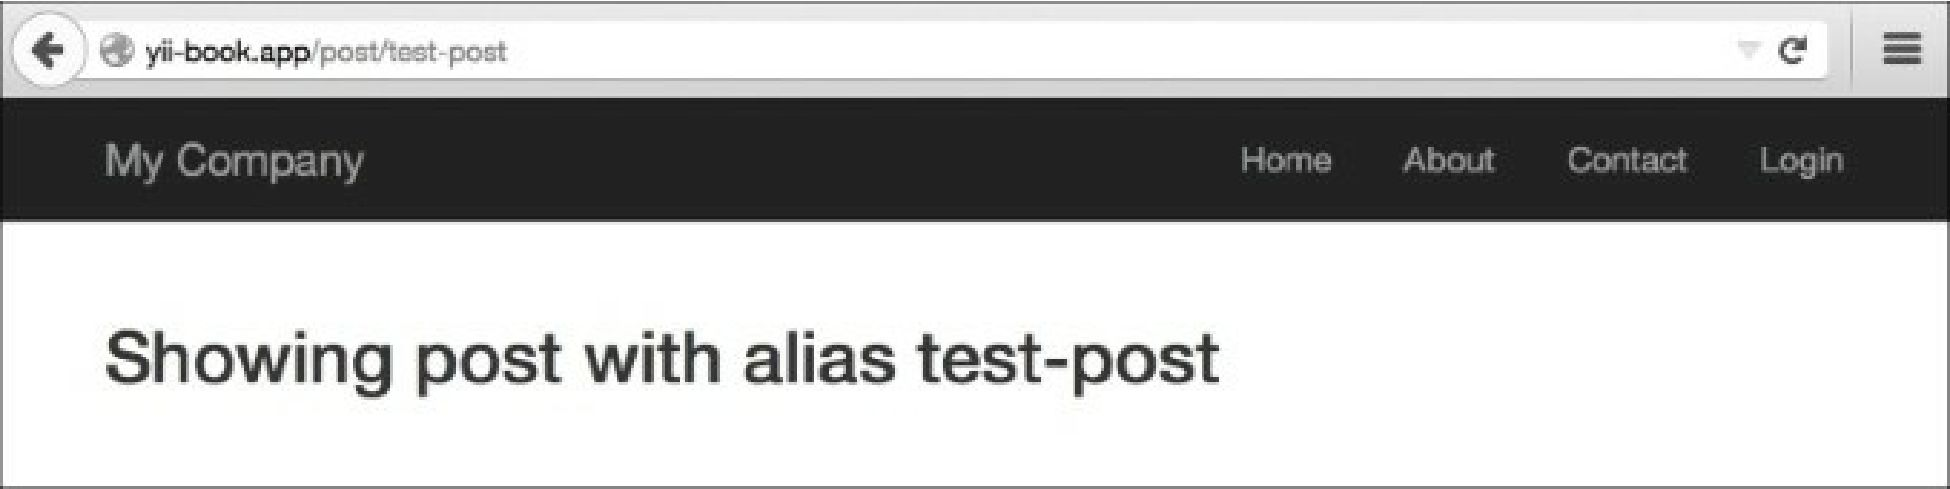 yii-book.app/post/test-post
My Company Home About Contact Login
Showing post with alias test-post